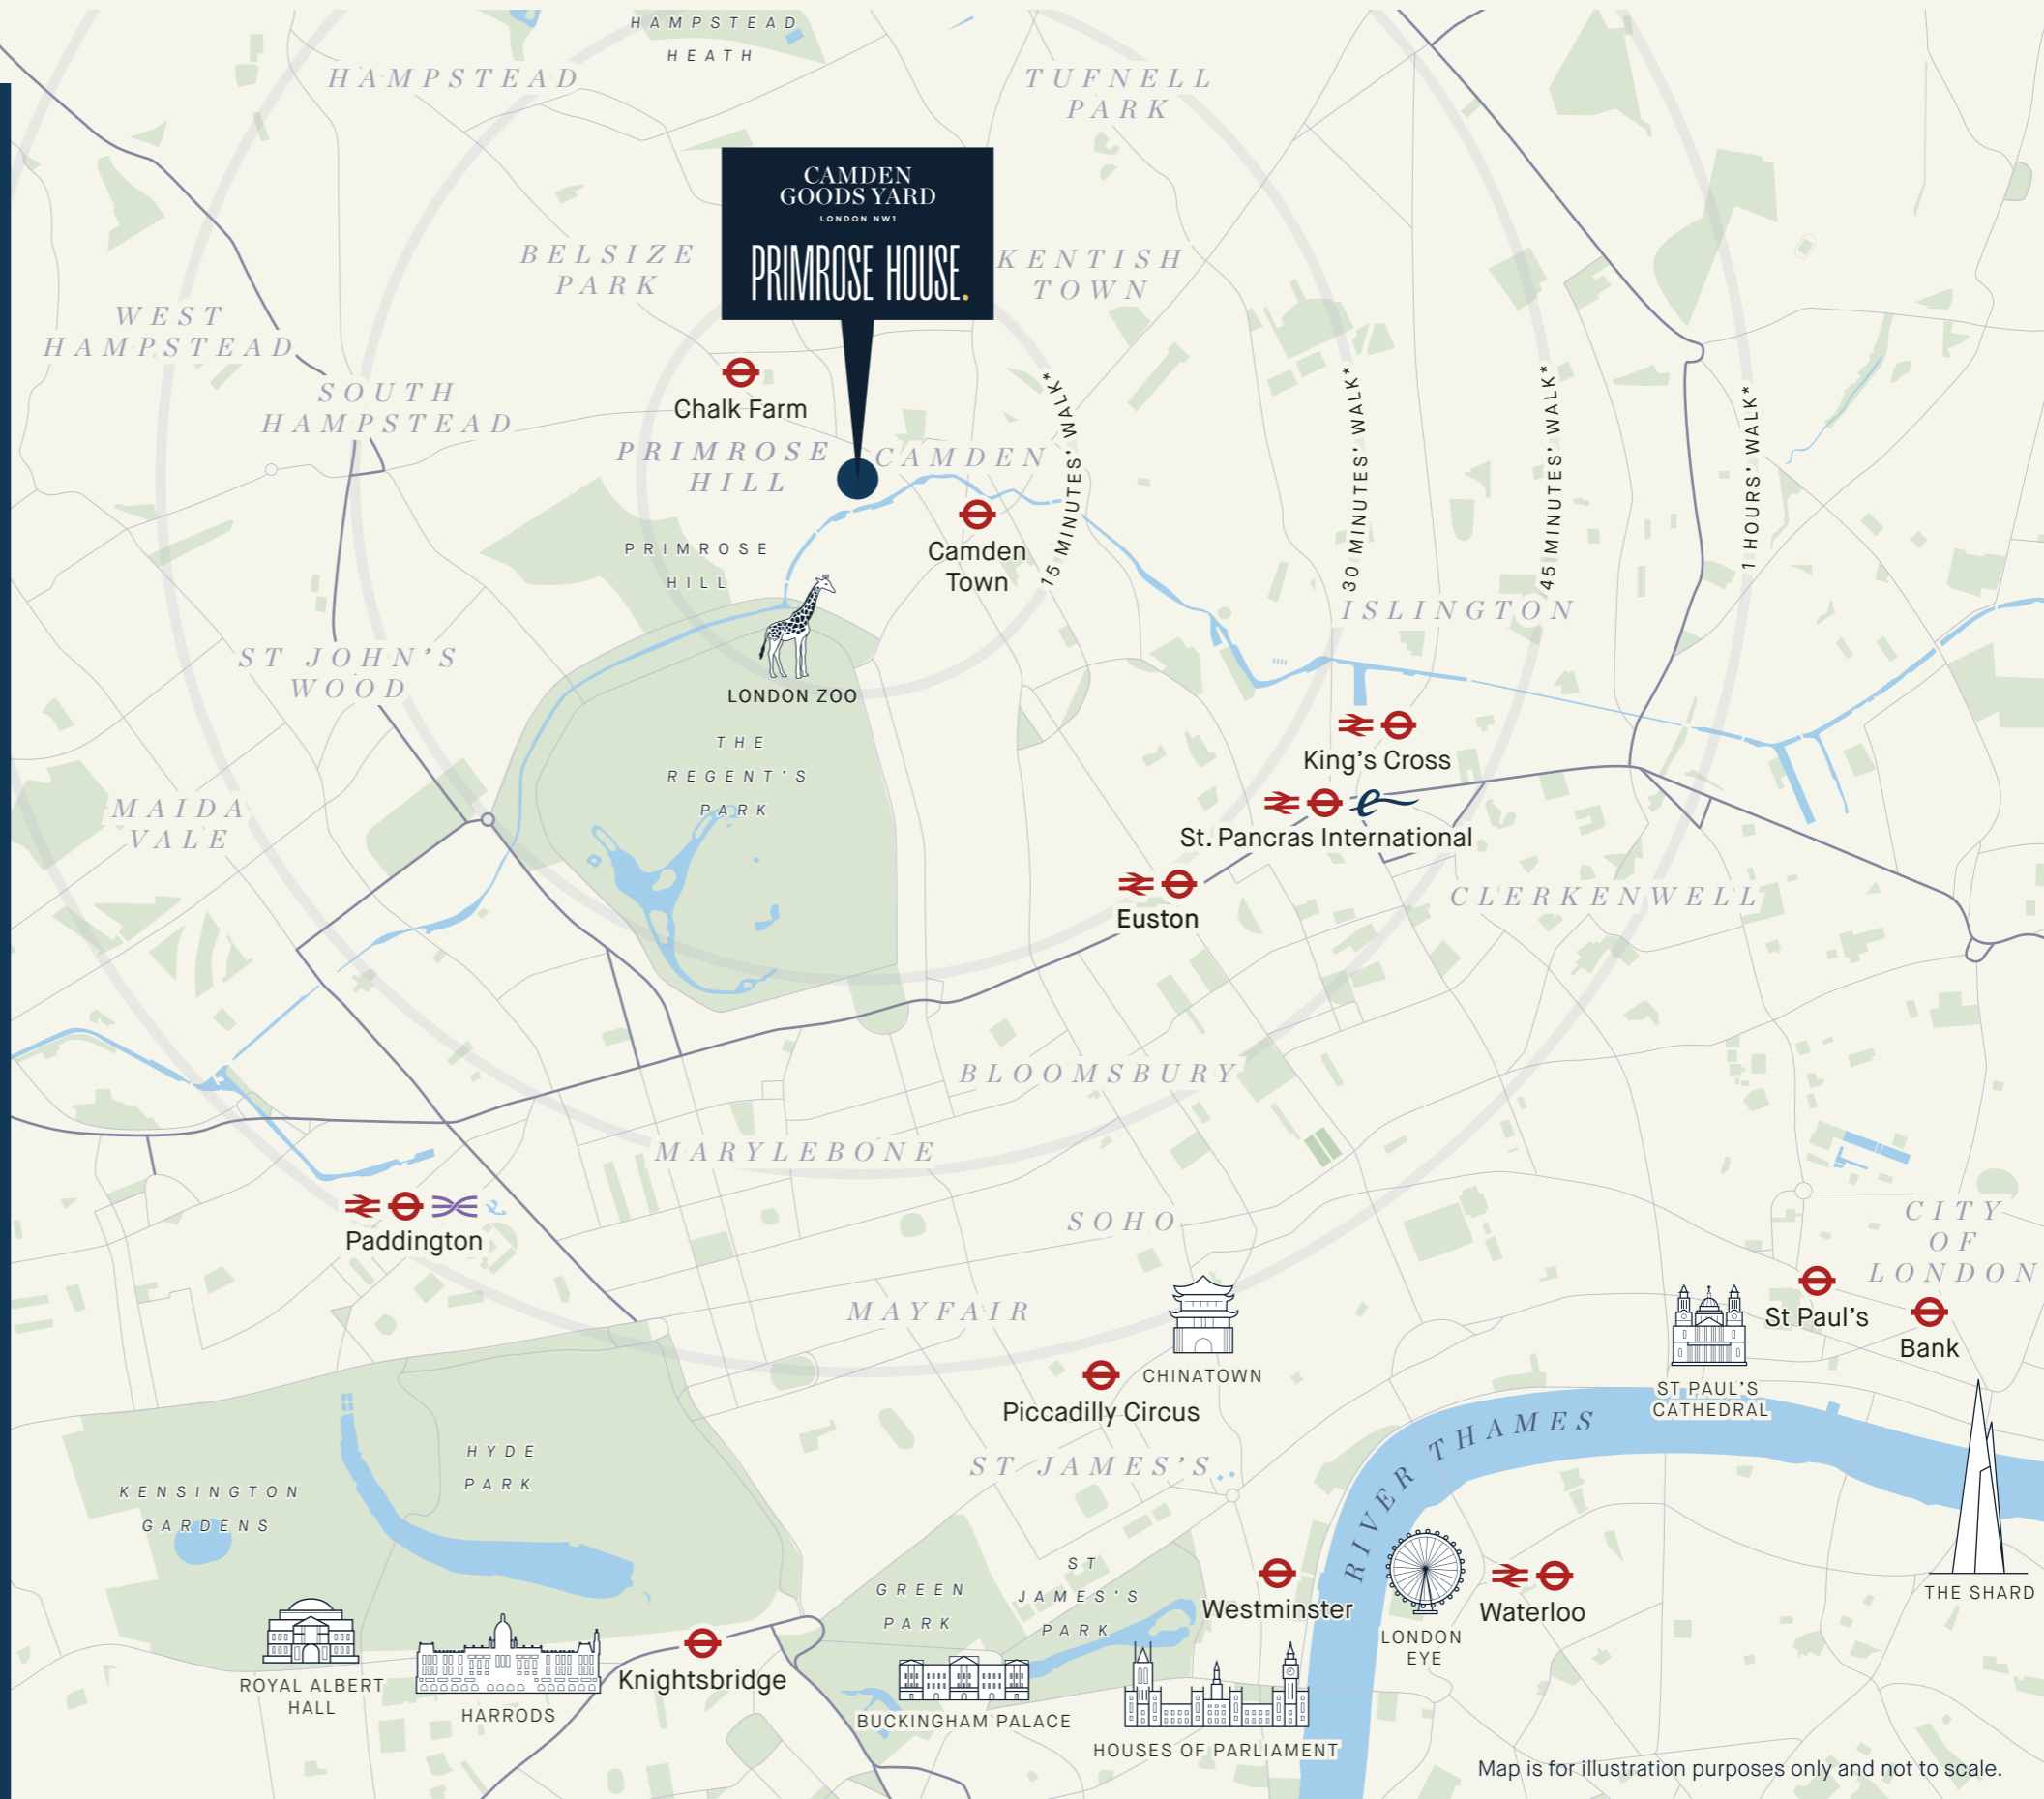 HAMPSTEAD
HEATH
HAMPSTEAD
TUFNELL
PARK
CAMDEN
GOODS YARD
LONDON NW1
PRIMROSE HOUSE.
BELSIZE
PARK
KENTISH
TOWN
WEST
HAMPSTEAD
SOUTH
HAMPSTEAD
Chalk Farm
PRIMROSE
HILL
CAMDEN
15 MINUTES' WALK*
30 MINUTES' WALK*
45 MINUTES' WALK*
1 HOURS' WALK*
PRIMROSE
HILL
Camden
Town
ISLINGTON
ST JOHN'S
WOOD
LONDON ZOO
THE
REGENT'S
PARK
King's Cross
St. Pancras International
MAIDA
VALE
Euston
CLERKENWELL
BLOOMSBURY
MARYLEBONE
Paddington
SOHO
CITY
OF
LONDON
MAYFAIR
St Paul's
Bank
CHINATOWN
ST PAUL'S
CATHEDRAL
Piccadilly Circus
RIVER THAMES
ST JAMES'S
HYDE
PARK
KENSINGTON
GARDENS
GREEN
PARK
ST
JAMES'S
PARK
Westminster
Waterloo
THE SHARD
LONDON
EYE
ROYAL ALBERT
HALL
HARRODS
Knightsbridge
BUCKINGHAM PALACE
HOUSES OF PARLIAMENT
Map is for illustration purposes only and not to scale.